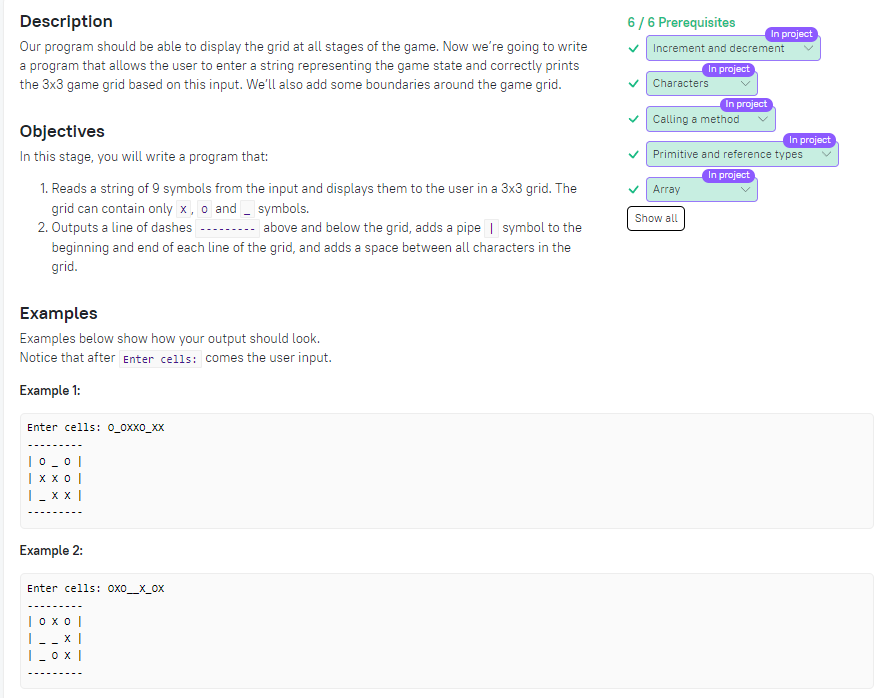 Description
Our program should be able to display the grid at all stages of the game. Now we're going to write
a program that allows the user to enter a string representing the game state and correctly prints
the 3x3 game grid based on this input. We'll also add some boundaries around the game grid.
Objectives
In this stage, you will write a program that:
1. Reads a string of 9 symbols from the input and displays them to the user in a 3x3 grid. The
grid can contain only X, O and _ symbols.
2. Outputs a line of dashes --------- above and below the grid, adds a pipe | symbol to the
beginning and end of each line of the grid, and adds a space between all characters in the
grid.
Examples
Examples below show how your output should look.
Notice that after Enter cells: comes the user input.
Example 1:
Enter cells: O_OXXO_XX
---------
| O _ O |
| X X O |
| _ X X |
---------
Example 2:
Enter cells: OXO__X_OX
---------
| O X O |
| _ _ X |
| _ O X |
---------
6 / 6 Prerequisites
In project
Increment and decrement
In project
Characters
In project
Calling a method
In project
Primitive and reference types
In project
Array
Show all